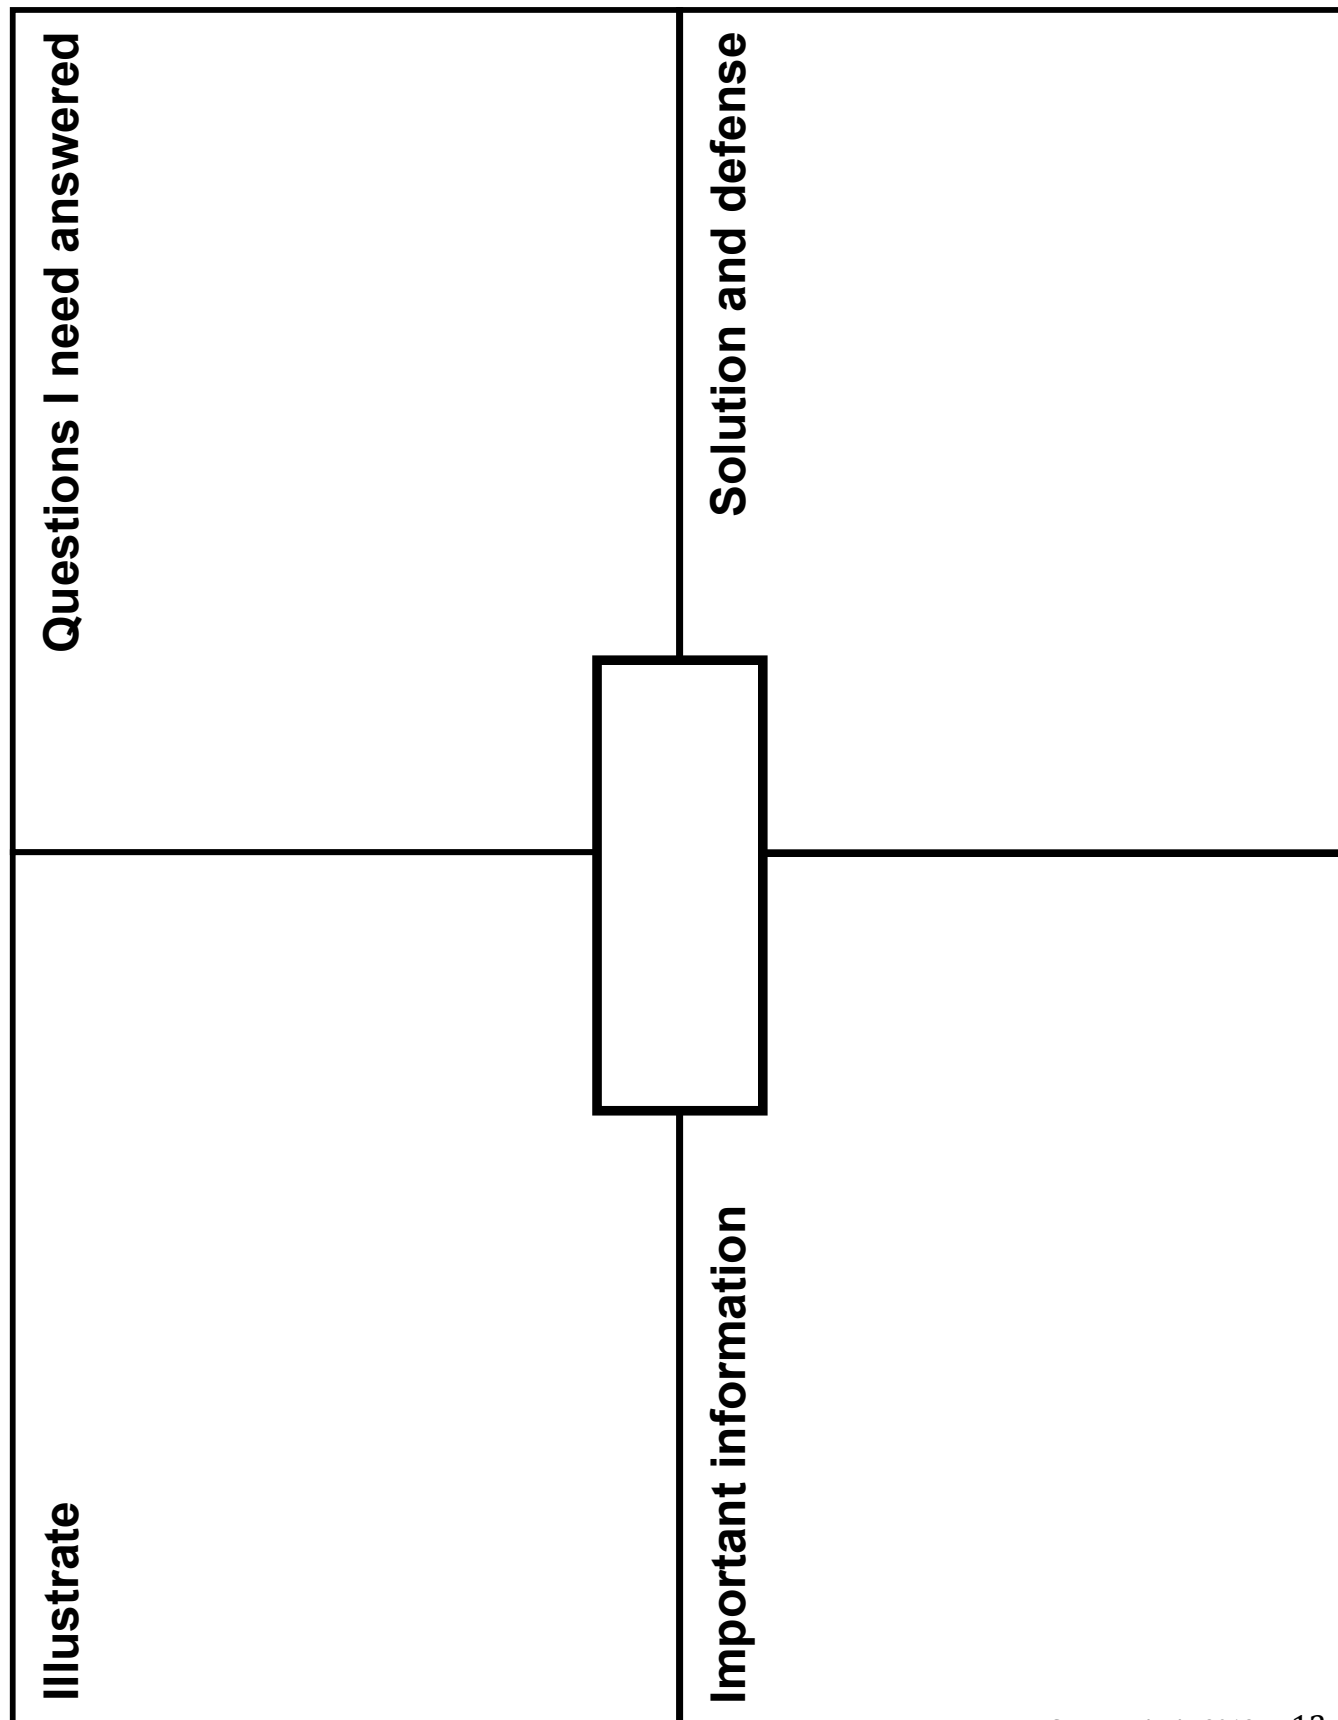 Illustrate
Questions I need answered
Important information
Solution and defense